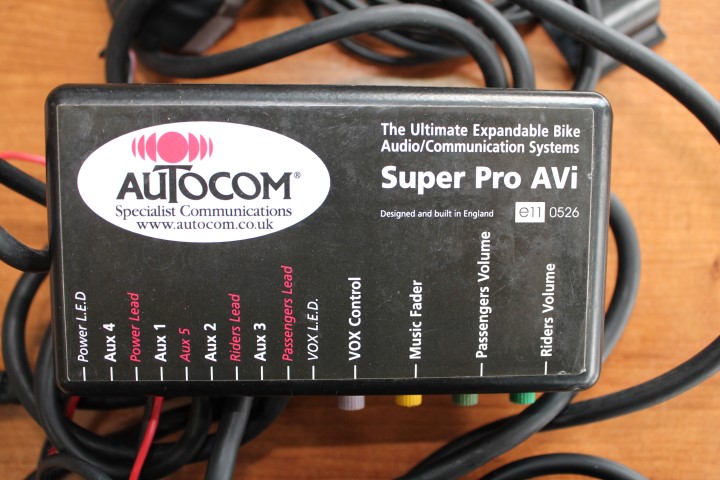 AUTOCOM®
Specialist Communications
www.autocom.co.uk
The Ultimate Expandable Bike
Audio/Communication Systems
Super Pro AVi
Designed and built in England e11 0526
Power L.E.D
Aux 4
Power Lead
Aux 1
Aux 5
Aux 2
Riders Lead
Aux 3
Passengers Lead
VOX L.E.D.
VOX Control
Music Fader
Passengers Volume
Riders Volume